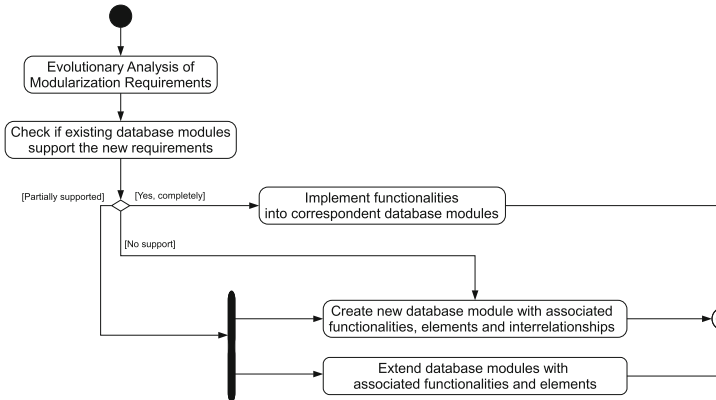 Evolutionary Analysis of
Modularization Requirements
Check if existing database modules
support the new requirements
[Partially supported]
[Yes, completely]
Implement functionalities
into correspondent database modules
[No support]
Create new database module with associated
functionalities, elements and interrelationships
Extend database modules with
associated functionalities and elements